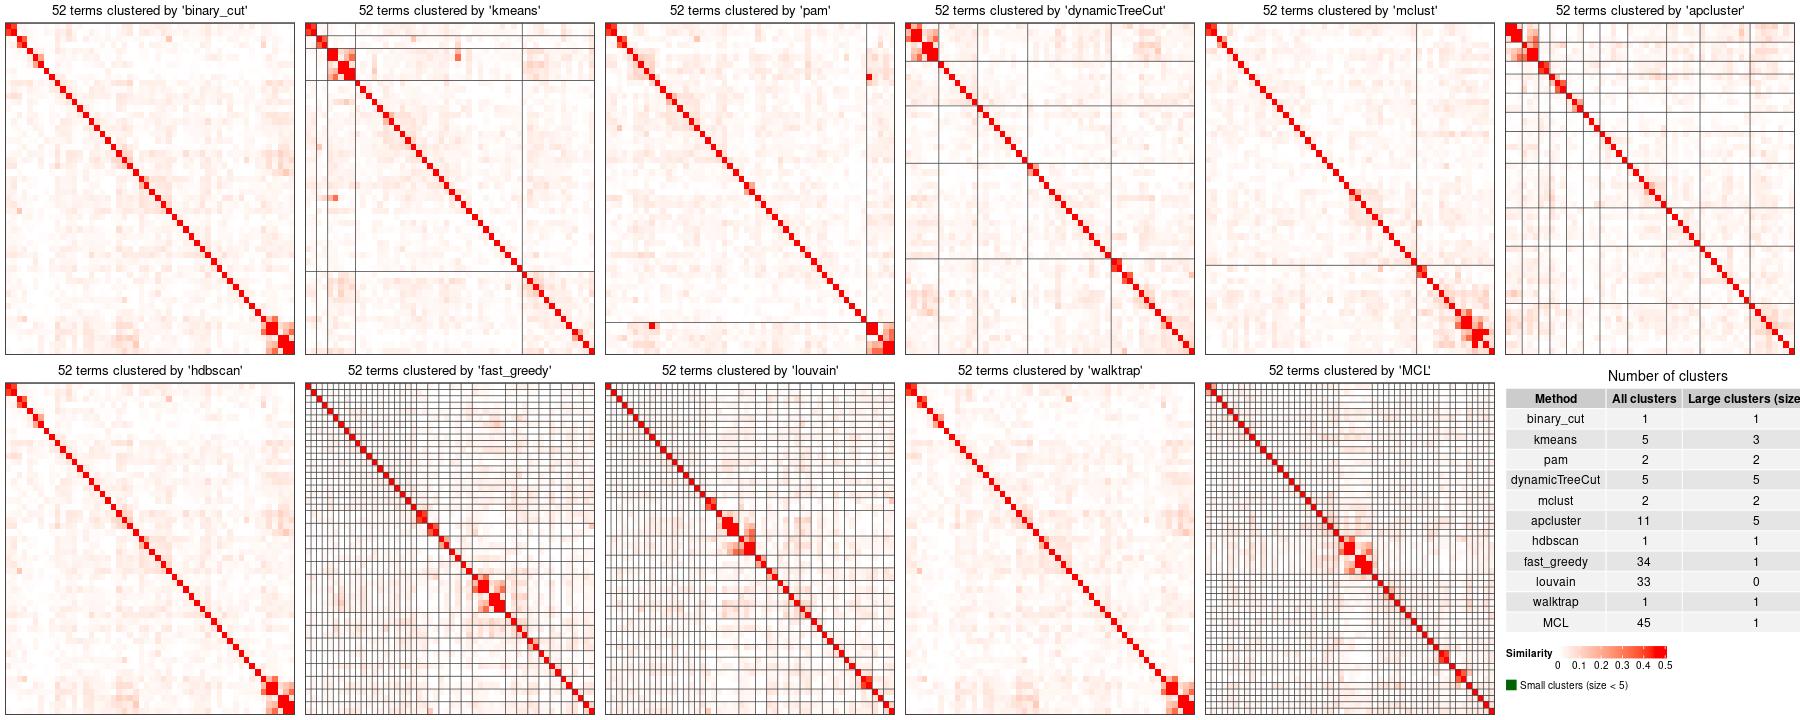 52 terms clustered by 'binary_cut'
52 terms clustered by 'kmeans'
52 terms clustered by 'pam'
52 terms clustered by 'dynamicTreeCut'
52 terms clustered by 'mclust'
52 terms clustered by 'apcluster'
52 terms clustered by 'hdbscan'
52 terms clustered by 'fast_greedy'
52 terms clustered by 'louvain'
52 terms clustered by 'walktrap'
52 terms clustered by 'MCL'
Number of clusters
Method All clusters Large clusters (size
binary_cut 1 1
kmeans 5 3
pam 2 2
dynamicTreeCut 5 5
mclust 2 2
apcluster 11 5
hdbscan 1 1
fast_greedy 34 1
louvain 33 0
walktrap 1 1
MCL 45 1
Similarity
0 0.1 0.2 0.3 0.4 0.5
Small clusters (size < 5)